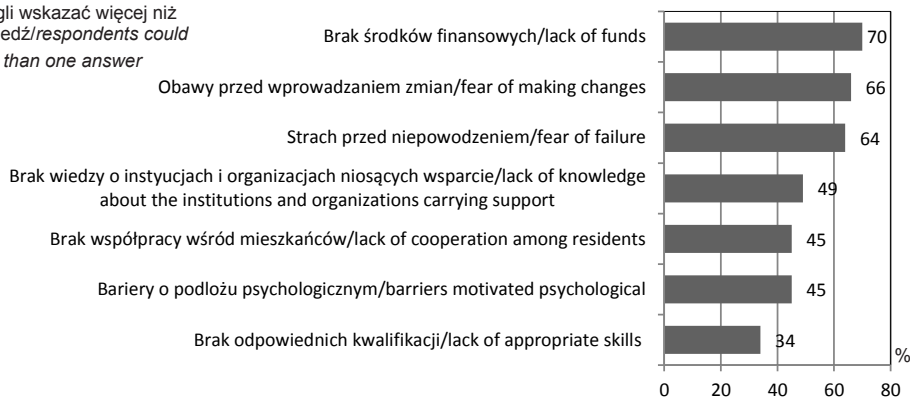 gli wskazać więcej niż
edź/respondents could
than one answer
Brak środków finansowych/lack of funds
70
Obawy przed wprowadzaniem zmian/fear of making changes
66
Strach przed niepowodzeniem/fear of failure
64
Brak wiedzy o instyucjach i organizacjach niosących wsparcie/lack of knowledge
about the institutions and organizations carrying support
49
Brak współpracy wśród mieszkańców/lack of cooperation among residents
45
Bariery o podłożu psychologicznym/barriers motivated psychological
45
Brak odpowiednich kwalifikacji/lack of appropriate skills
34
%
0 20 40 60 80